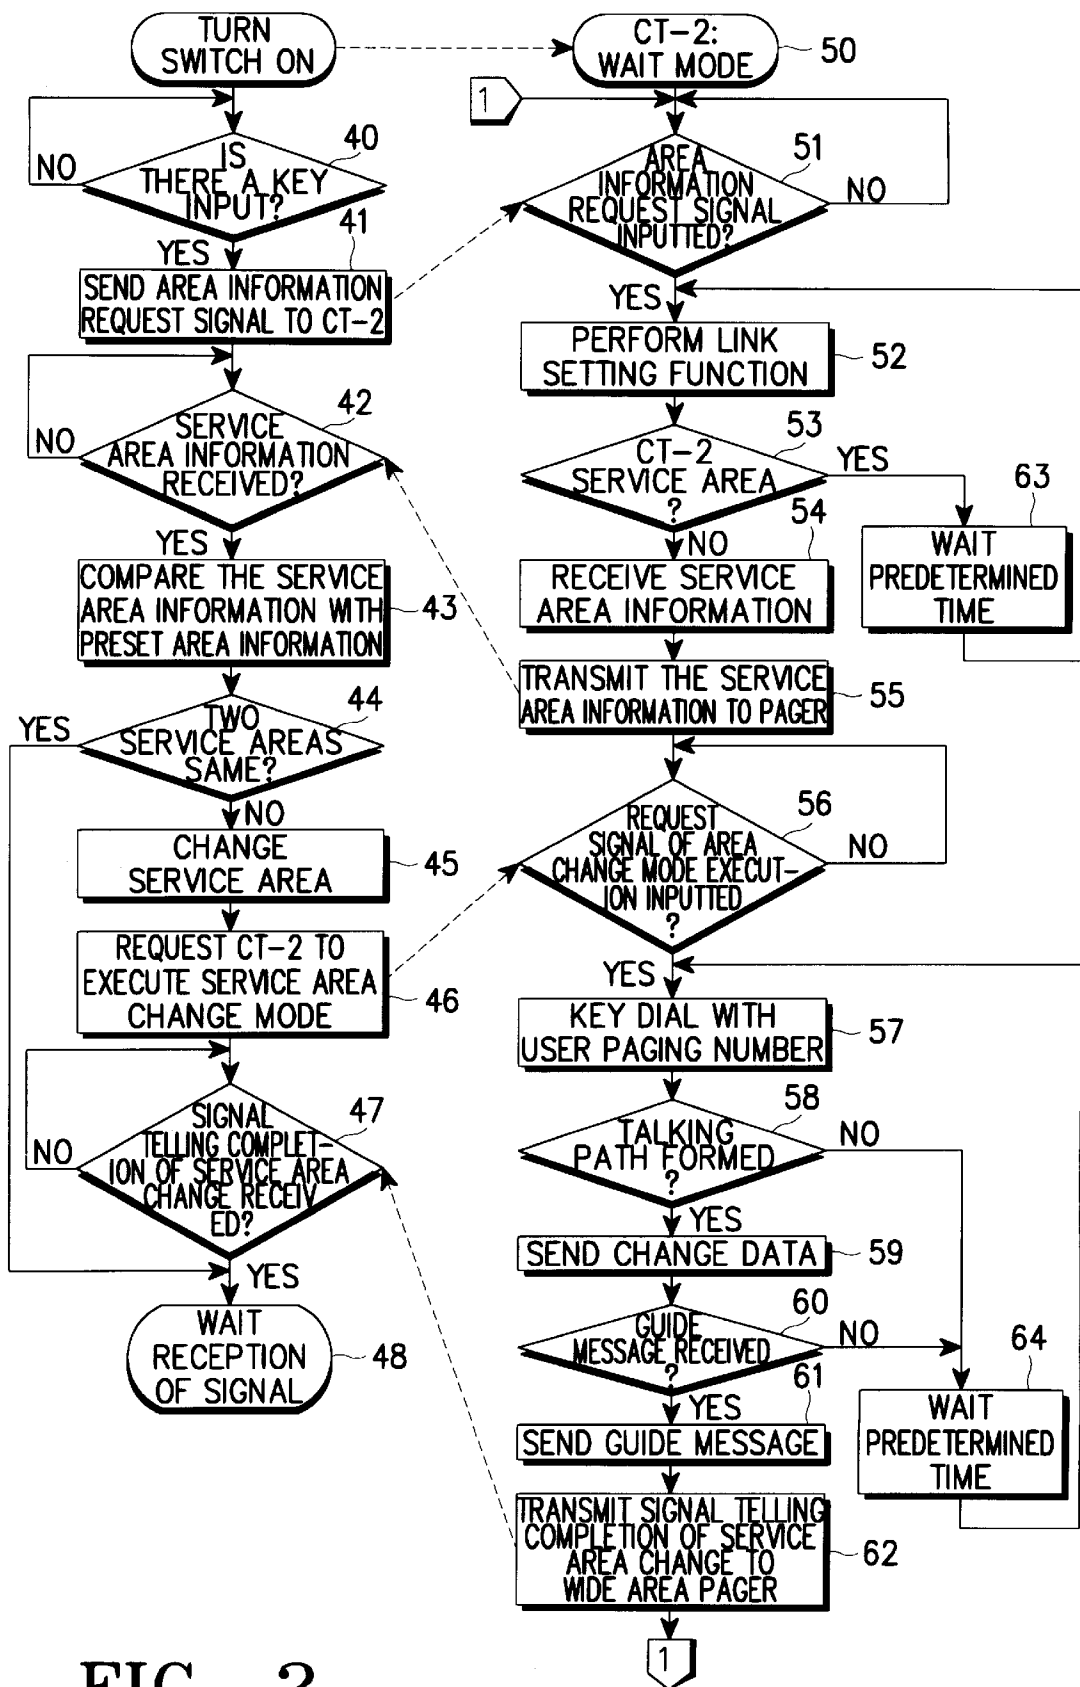 TURN
SWITCH ON
IS
THERE A KEY
INPUT?
40
NO
YES
41
SEND AREA INFORMATION
REQUEST SIGNAL TO CT-2
SERVICE
AREA INFORMATION
RECEIVED?
42
NO
YES
COMPARE THE SERVICE
AREA INFORMATION WITH
PRESET AREA INFORMATION
43
TWO
SERVICE AREAS
SAME?
44
YES
NO
CHANGE
SERVICE AREA
45
REQUEST CT-2 TO
EXECUTE SERVICE AREA
CHANGE MODE
46
SIGNAL
TELLING COMPLET-
ION OF SERVICE AREA
CHANGE RECEIV
ED?
47
NO
YES
WAIT
RECEPTION
OF SIGNAL
48
CT-2:
WAIT MODE
50
1
AREA
INFORMATION
REQUEST SIGNAL
INPUTTED?
51
NO
YES
PERFORM LINK
SETTING FUNCTION
52
CT-2
SERVICE AREA
?
53
YES
NO
54
RECEIVE SERVICE
AREA INFORMATION
63
WAIT
PREDETERMINED
TIME
TRANSMIT THE SERVICE
AREA INFORMATION TO PAGER
55
REQUEST
SIGNAL OF AREA
CHANGE MODE EXECUT-
ION INPUTTED
?
56
NO
YES
KEY DIAL WITH
USER PAGING NUMBER
57
TALKING
PATH FORMED
?
58
NO
YES
SEND CHANGE DATA
59
GUIDE
MESSAGE RECEIVED
?
60
NO
YES
61
SEND GUIDE MESSAGE
64
WAIT
PREDETERMINED
TIME
TRANSMIT SIGNAL TELLING
COMPLETION OF SERVICE
AREA CHANGE TO
WIDE AREA PAGER
62
1